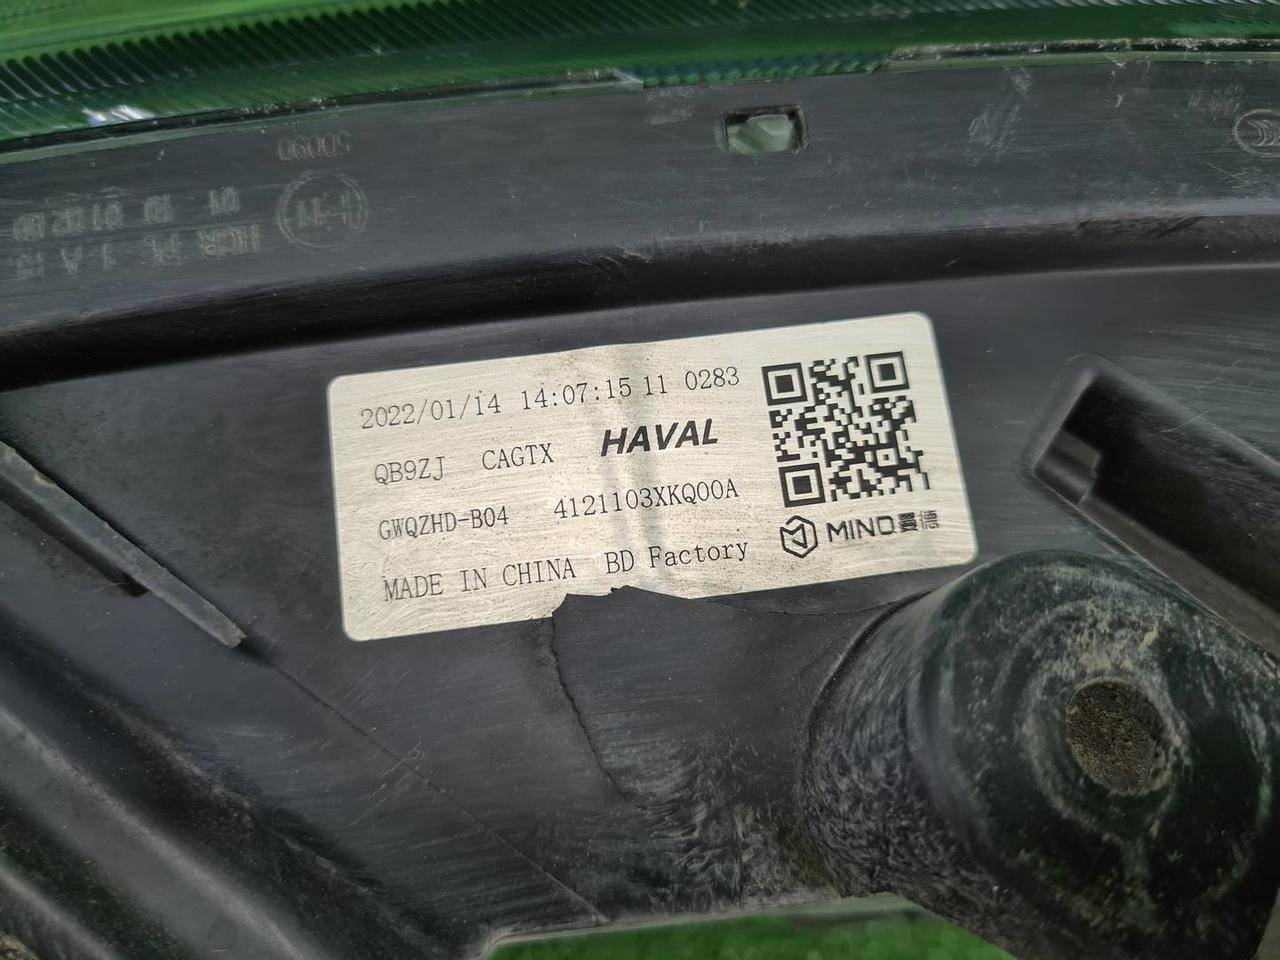 50090
2022/01/14 14:07:15 11 0283
QB9ZJ CAGTX HAVAL
GWQZHD-B04 4121103XKQ00A
MIND 曼德
MADE IN CHINA BD Factory